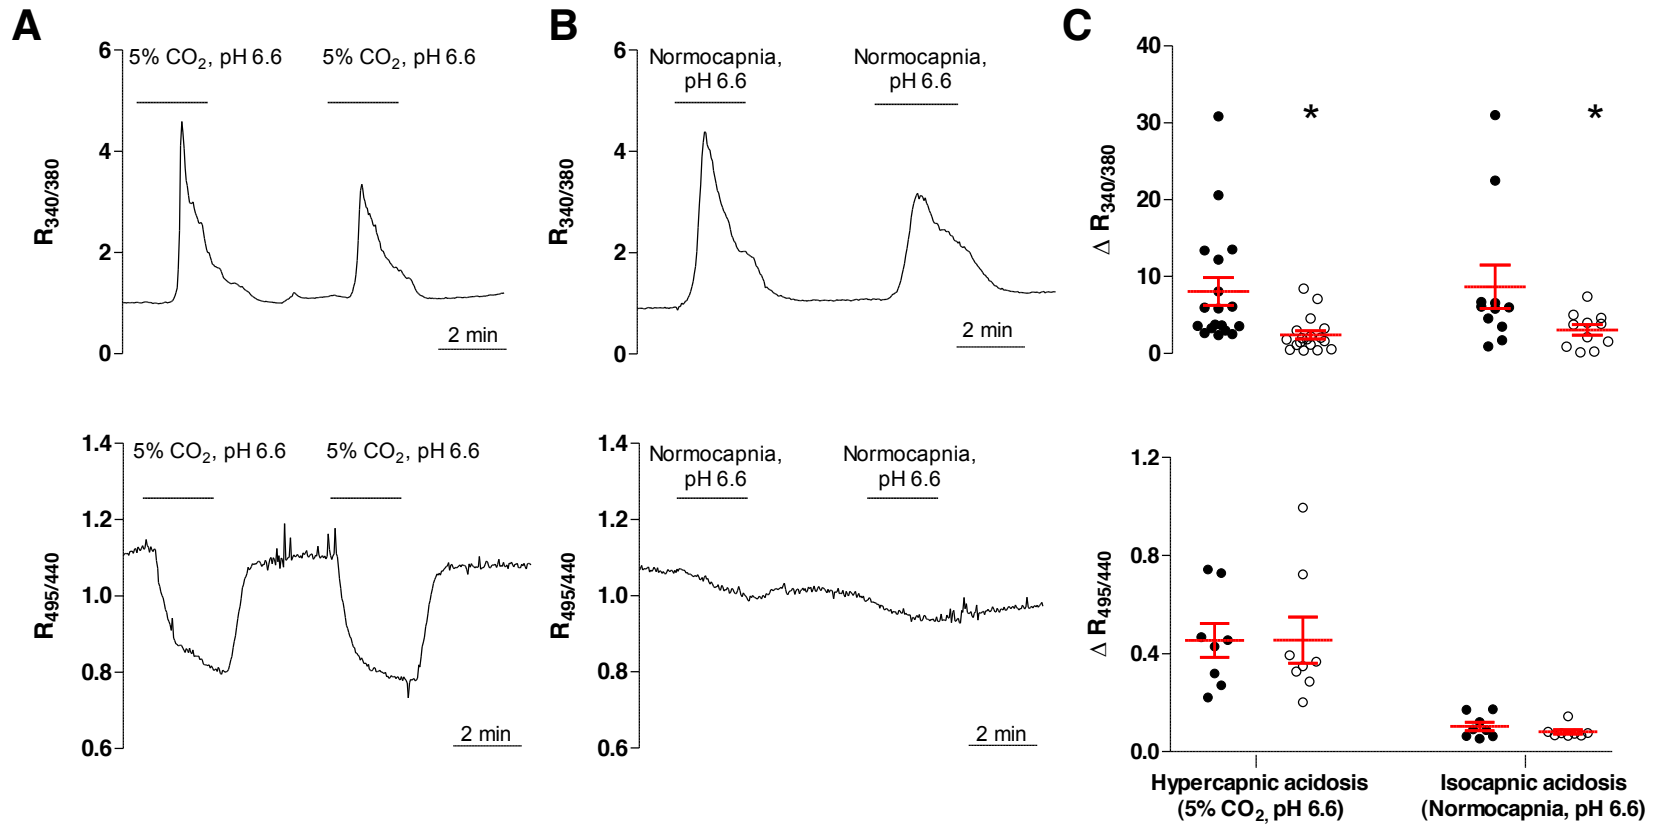 A
5% CO2, pH 6.6
5% CO2, pH 6.6
6
4
2
0
R340/380
2 min
B
Normocapnia,
pH 6.6
Normocapnia,
pH 6.6
6
4
2
0
R340/380
2 min
C
40
30
20
10
0
Δ R340/380
*
*
5% CO2, pH 6.6
5% CO2, pH 6.6
1.4
1.2
1.0
0.8
0.6
R495/440
2 min
Normocapnia,
pH 6.6
Normocapnia,
pH 6.6
1.4
1.2
1.0
0.8
0.6
R495/440
2 min
1.2
0.8
0.4
0.0
Δ R495/440
Hypercapnic acidosis
(5% CO2, pH 6.6)
Isocapnic acidosis
(Normocapnia, pH 6.6)